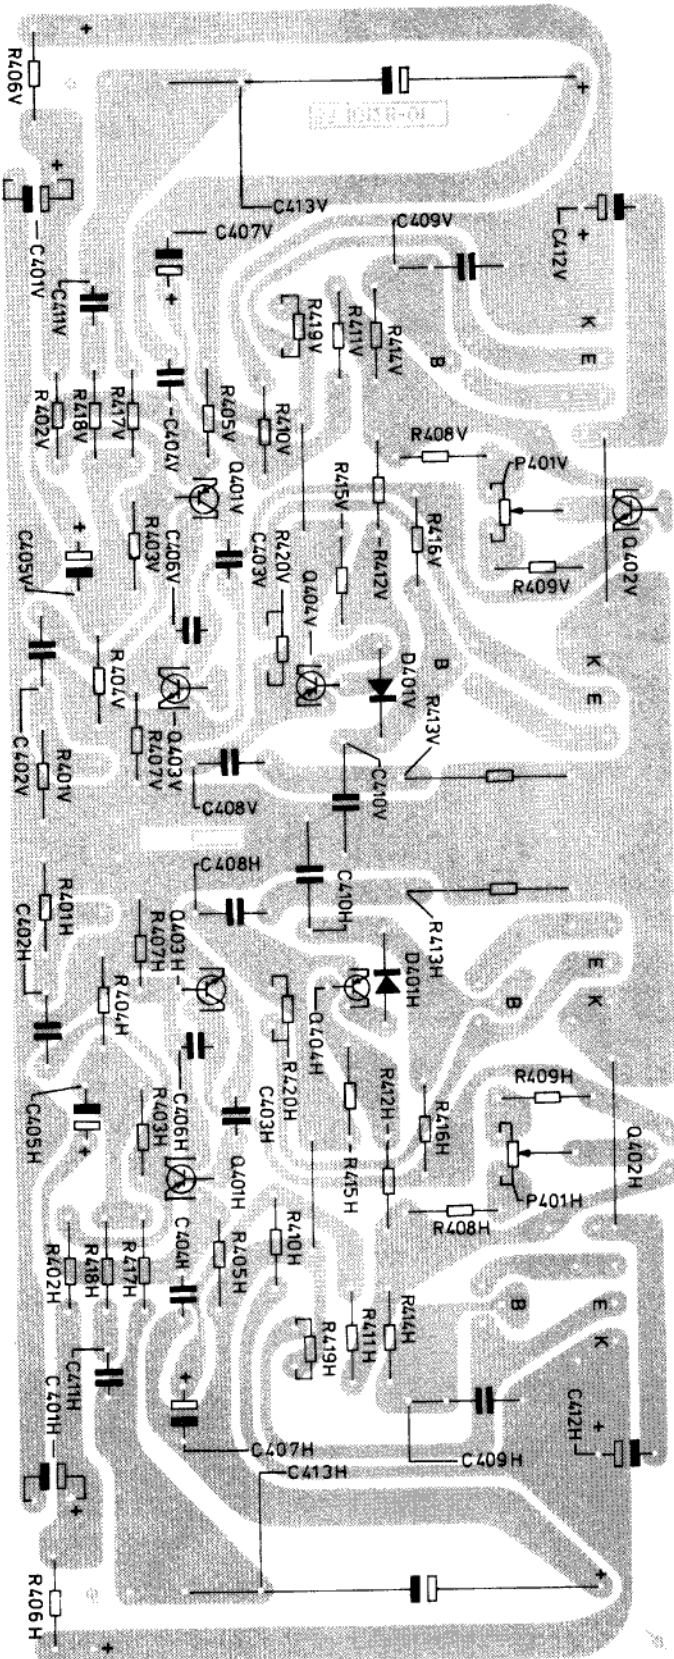 +
R406V
+
+
C413V
C407V
C409V
+
C412V
C401V
C411V
+
R419V
R411V
R414V
K
E
B
R402V
R418V
R417V
C404V
R405V
R410V
R408V
P401V
Q401V
R415V
R412V
R416V
Q402V
+
C405V
R403V
C406V
C403V
R420V
Q404V
R409V
R404V
D401V
B
K
E
R413V
C402V
R401V
R407V
Q403V
C408V
C410V
C408H
C402H
R401H
R407H
Q403H
C410H
R413H
D401H
E
K
B
R404H
Q404H
R420H
C405H
+
R403H
C406H
C403H
R412H
R416H
R409H
Q402H
Q401H
R415H
P401H
R408H
R402H
R418H
R417H
C404H
R405H
R410H
B
E
K
R419H
R411H
R414H
C411H
C401H
+
+
C407H
C409H
C412H
+
C413H
R406H
+
+